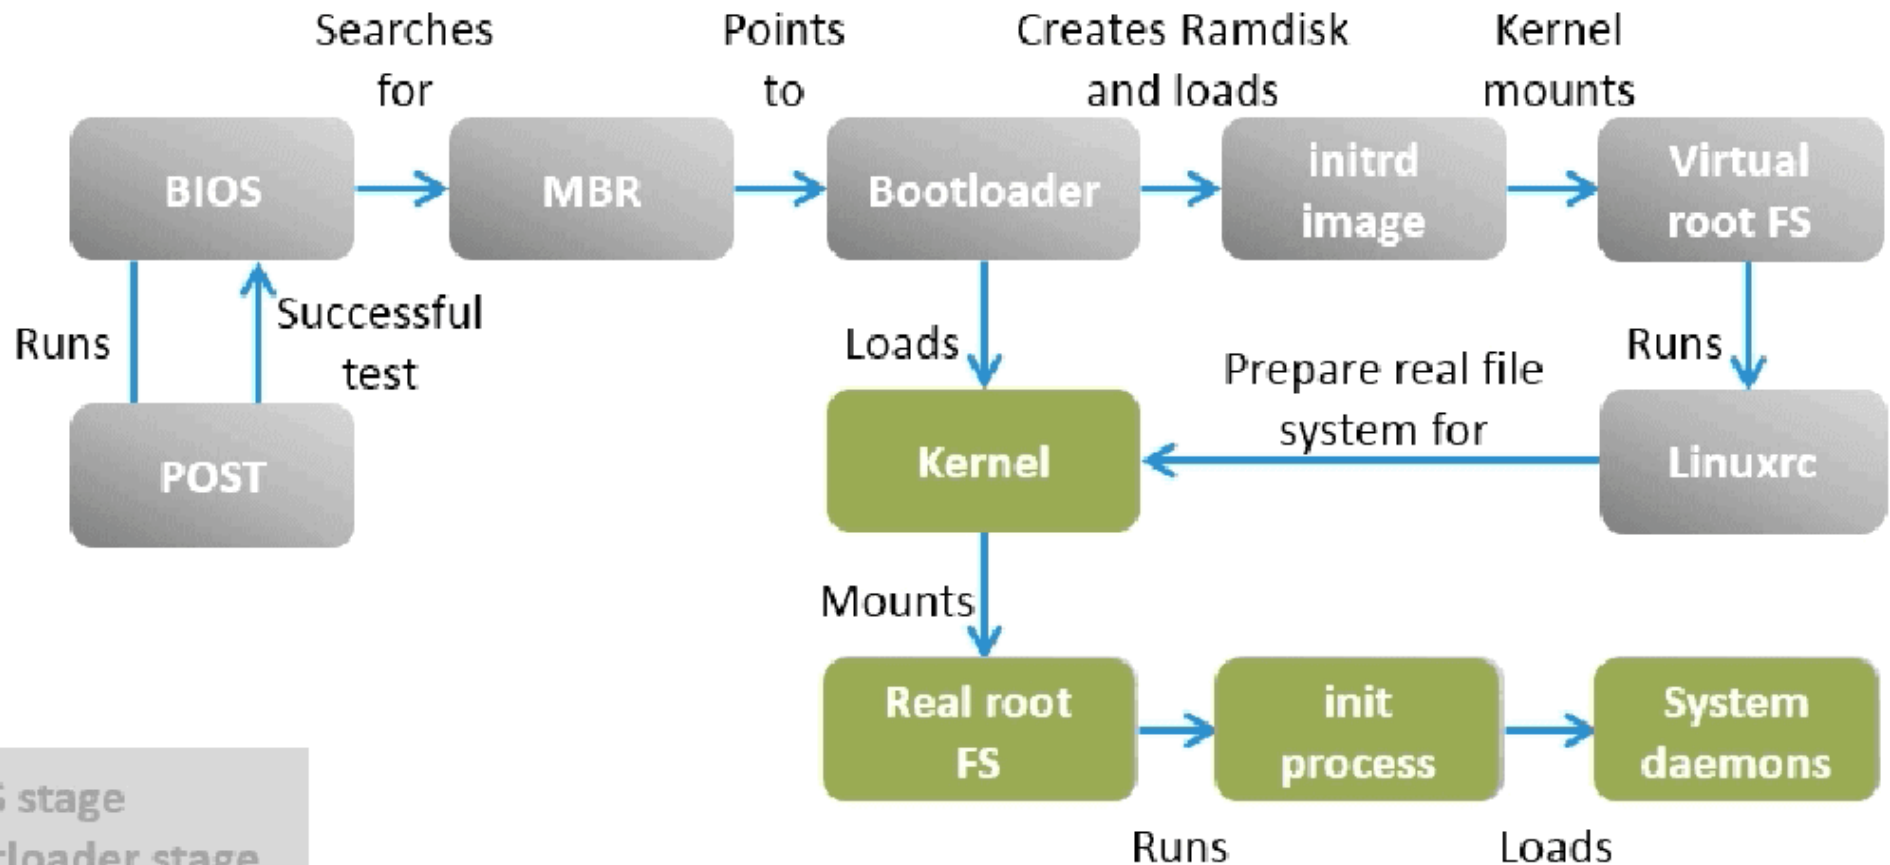 Searches
for
Points
to
Creates Ramdisk
and loads
Kernel
mounts
BIOS
MBR
Bootloader
initrd
image
Virtual
root FS
Runs
Successful
test
Loads
Prepare real file
system for
Runs
POST
Kernel
Linuxrc
Mounts
Real root
FS
init
process
System
daemons
Runs
Loads
stage
stage